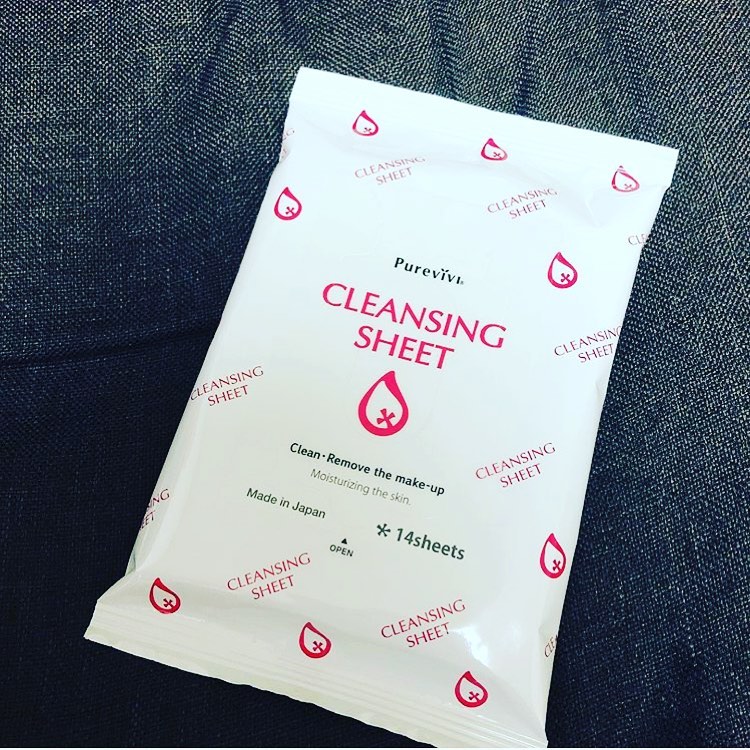 CLEANSING
SHEET
CLEANSING
SHEET
CL
Purevivi®
CLEANSING
SHEET
CLEANSING
SHEET
CLEANSING
SHEET
Clean・Remove the make-up
Moisturizing the skin.
CLEANSING
SHEET
Made in Japan
14sheets
▲
OPEN
CLEANSING
SHEET
CLEANSING
SHEET